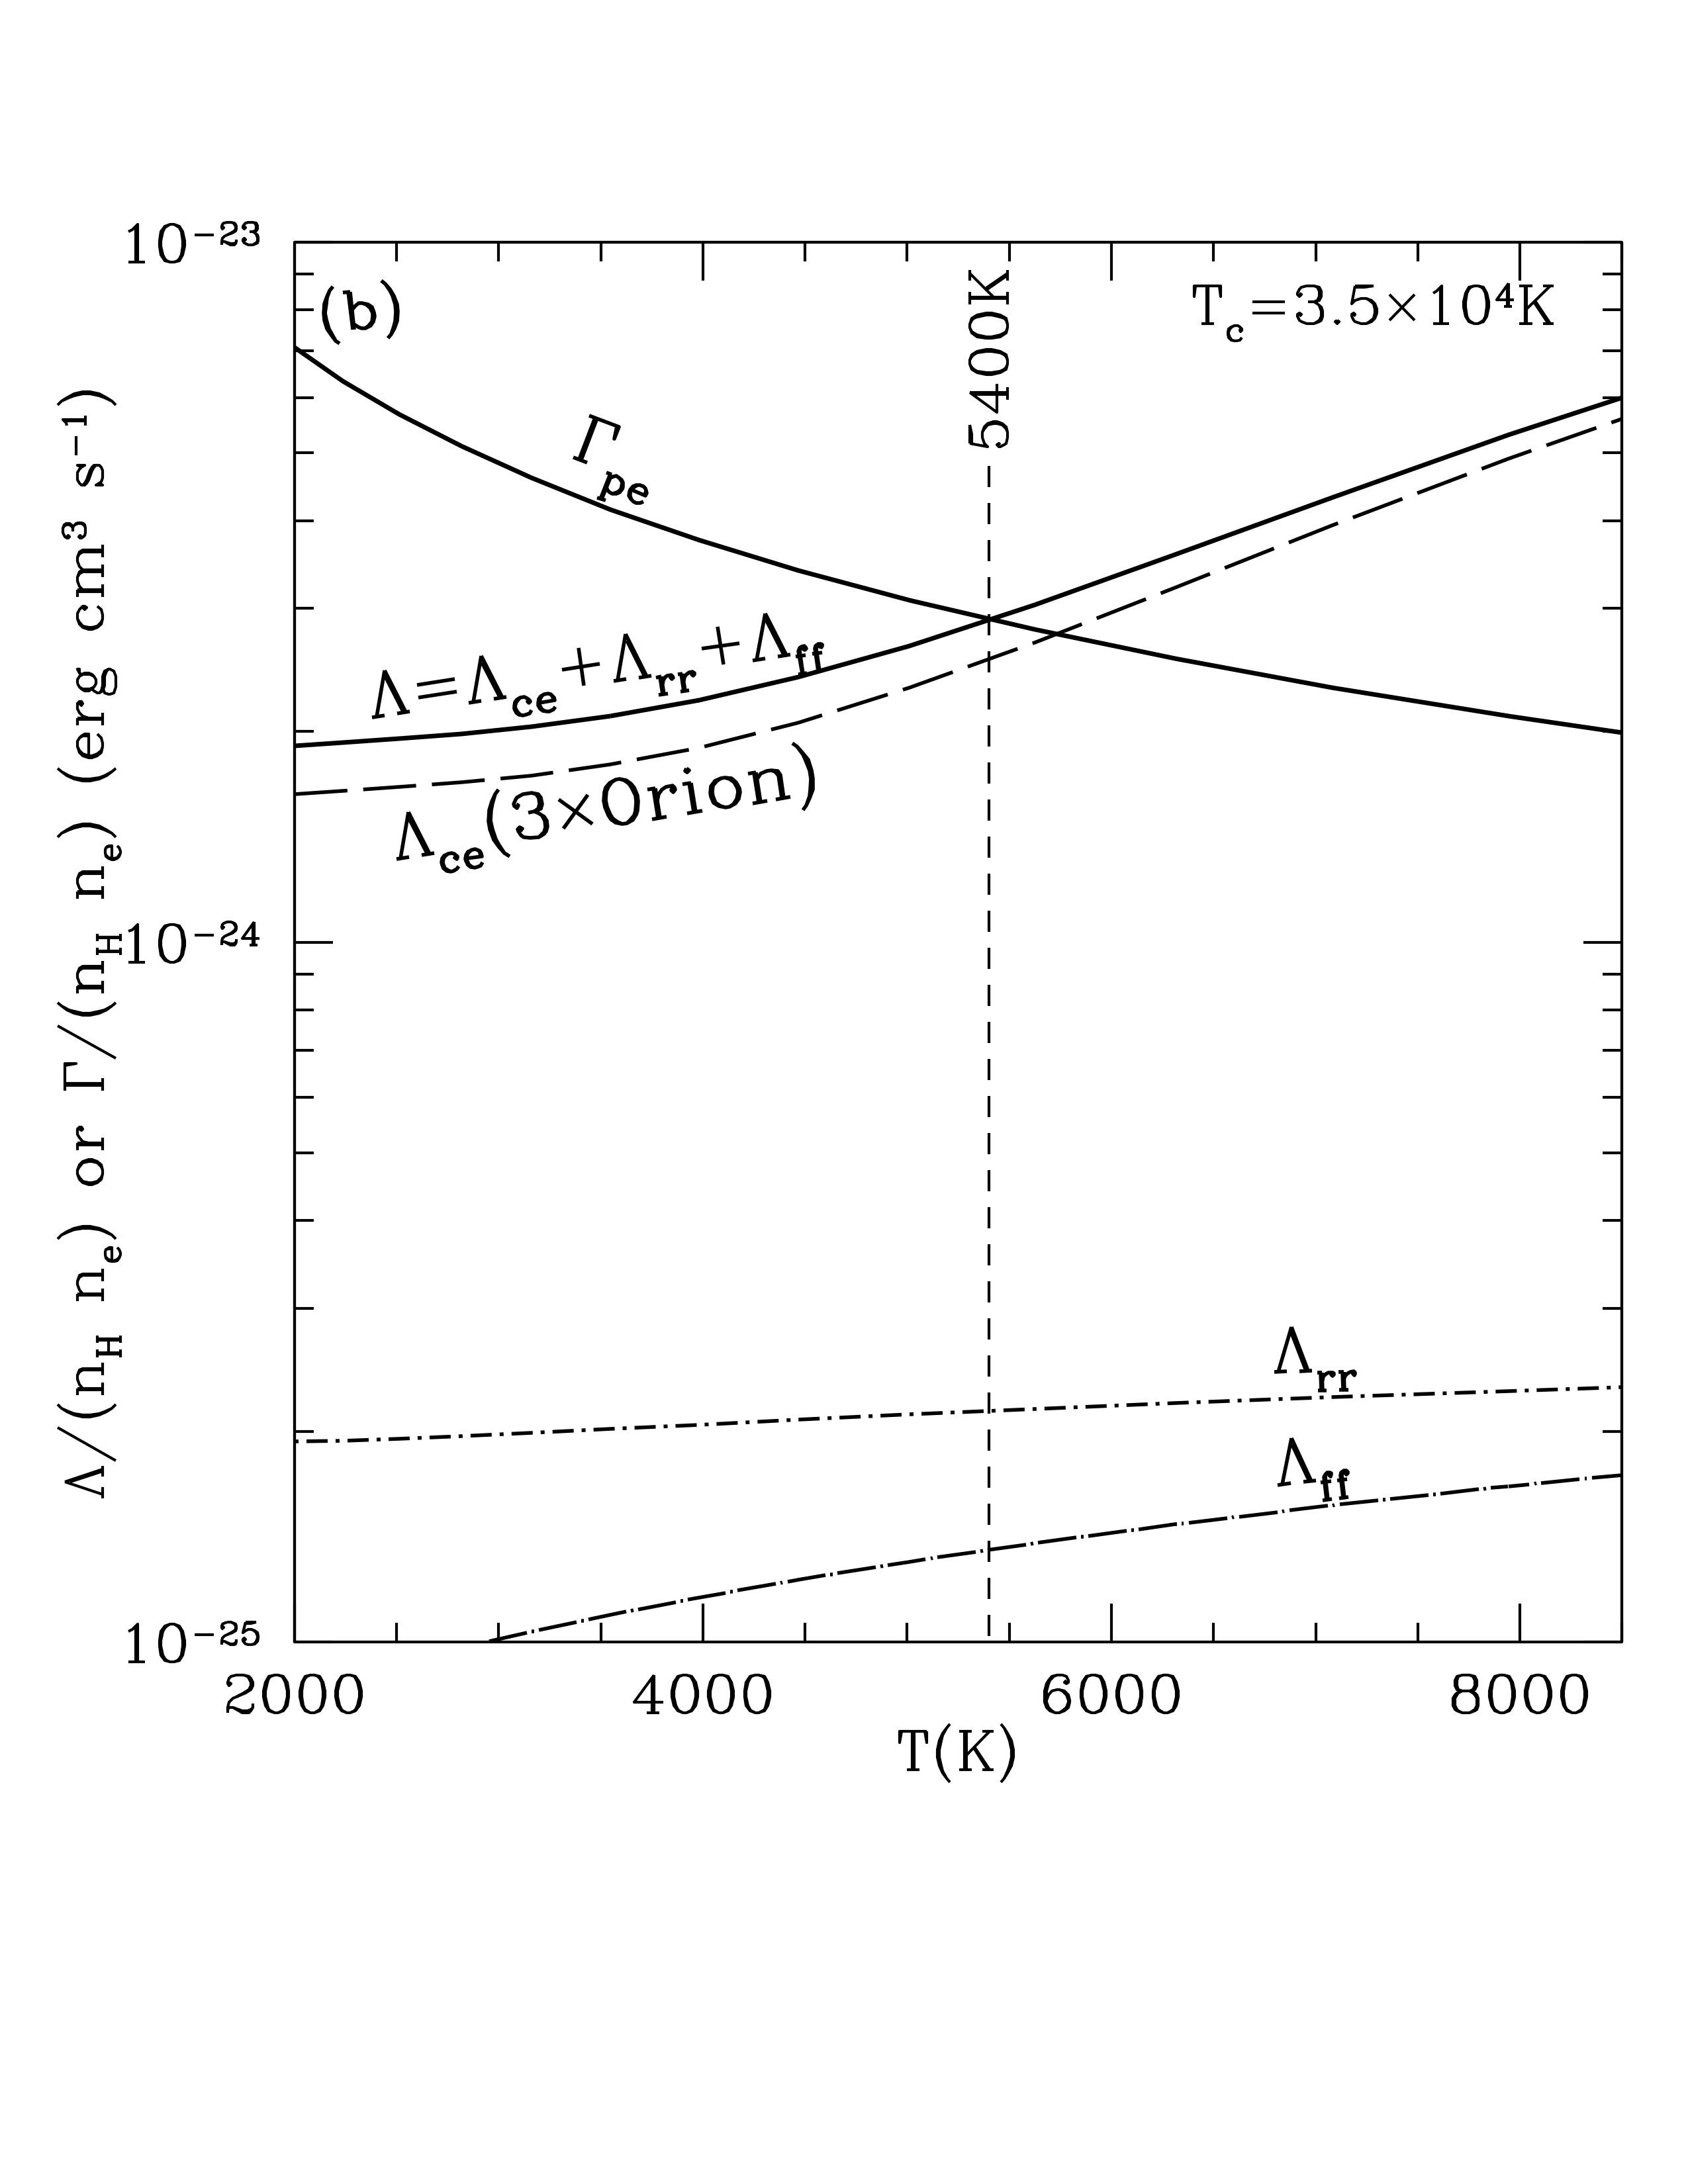 10⁻²³
(b)
5400K
T_c=3.5×10⁴K
Γ_pe
Λ=Λ_ce+Λ_rr+Λ_ff
Λ_ce(3×Orion)
Λ/(n_H n_e) or Γ/(n_H n_e) (erg cm³ s⁻¹)
10⁻²⁴
Λ_rr
Λ_ff
10⁻²⁵
2000 4000 6000 8000
T(K)